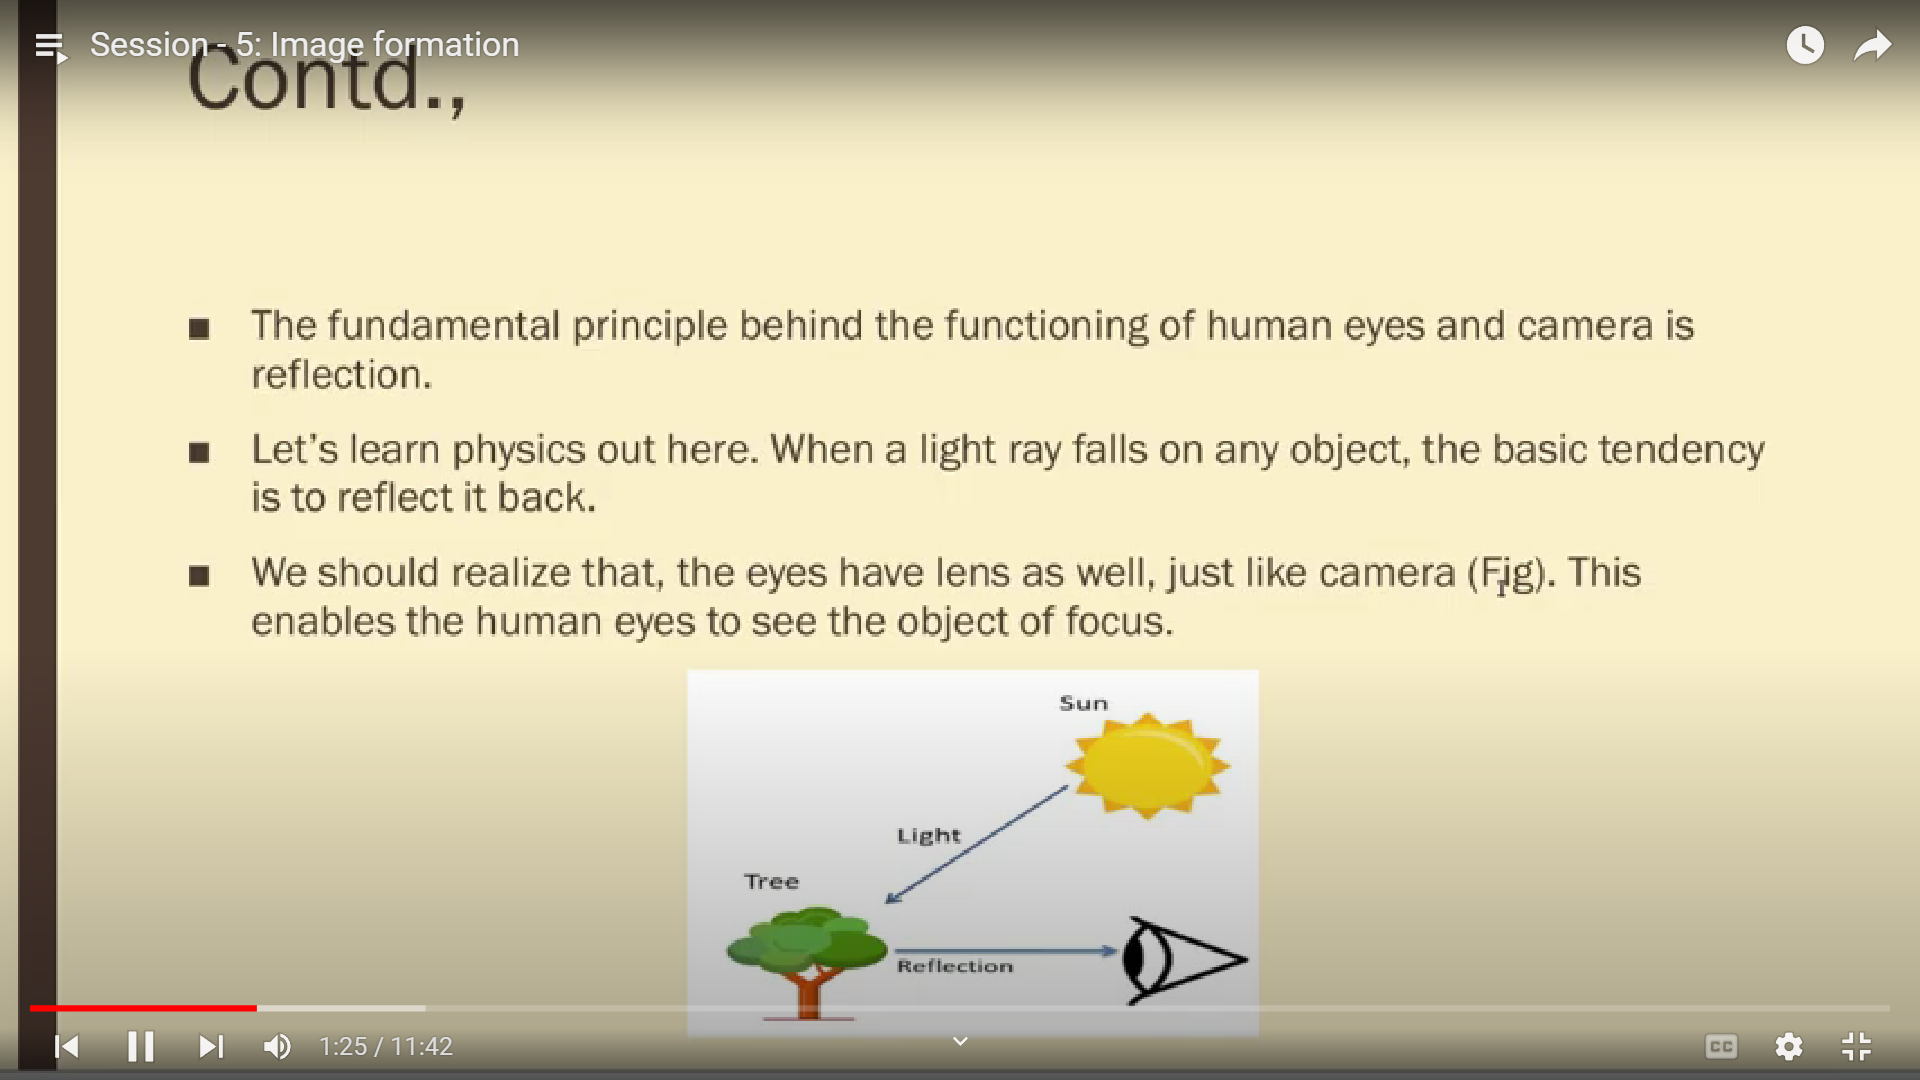 Session - 5: Image formation
Contd.,
■ The fundamental principle behind the functioning of human eyes and camera is
reflection.
■ Let's learn physics out here. When a light ray falls on any object, the basic tendency
is to reflect it back.
■ We should realize that, the eyes have lens as well, just like camera (Fig). This
enables the human eyes to see the object of focus.
Sun
Light
Tree
Reflection
1:25 / 11:42
CC